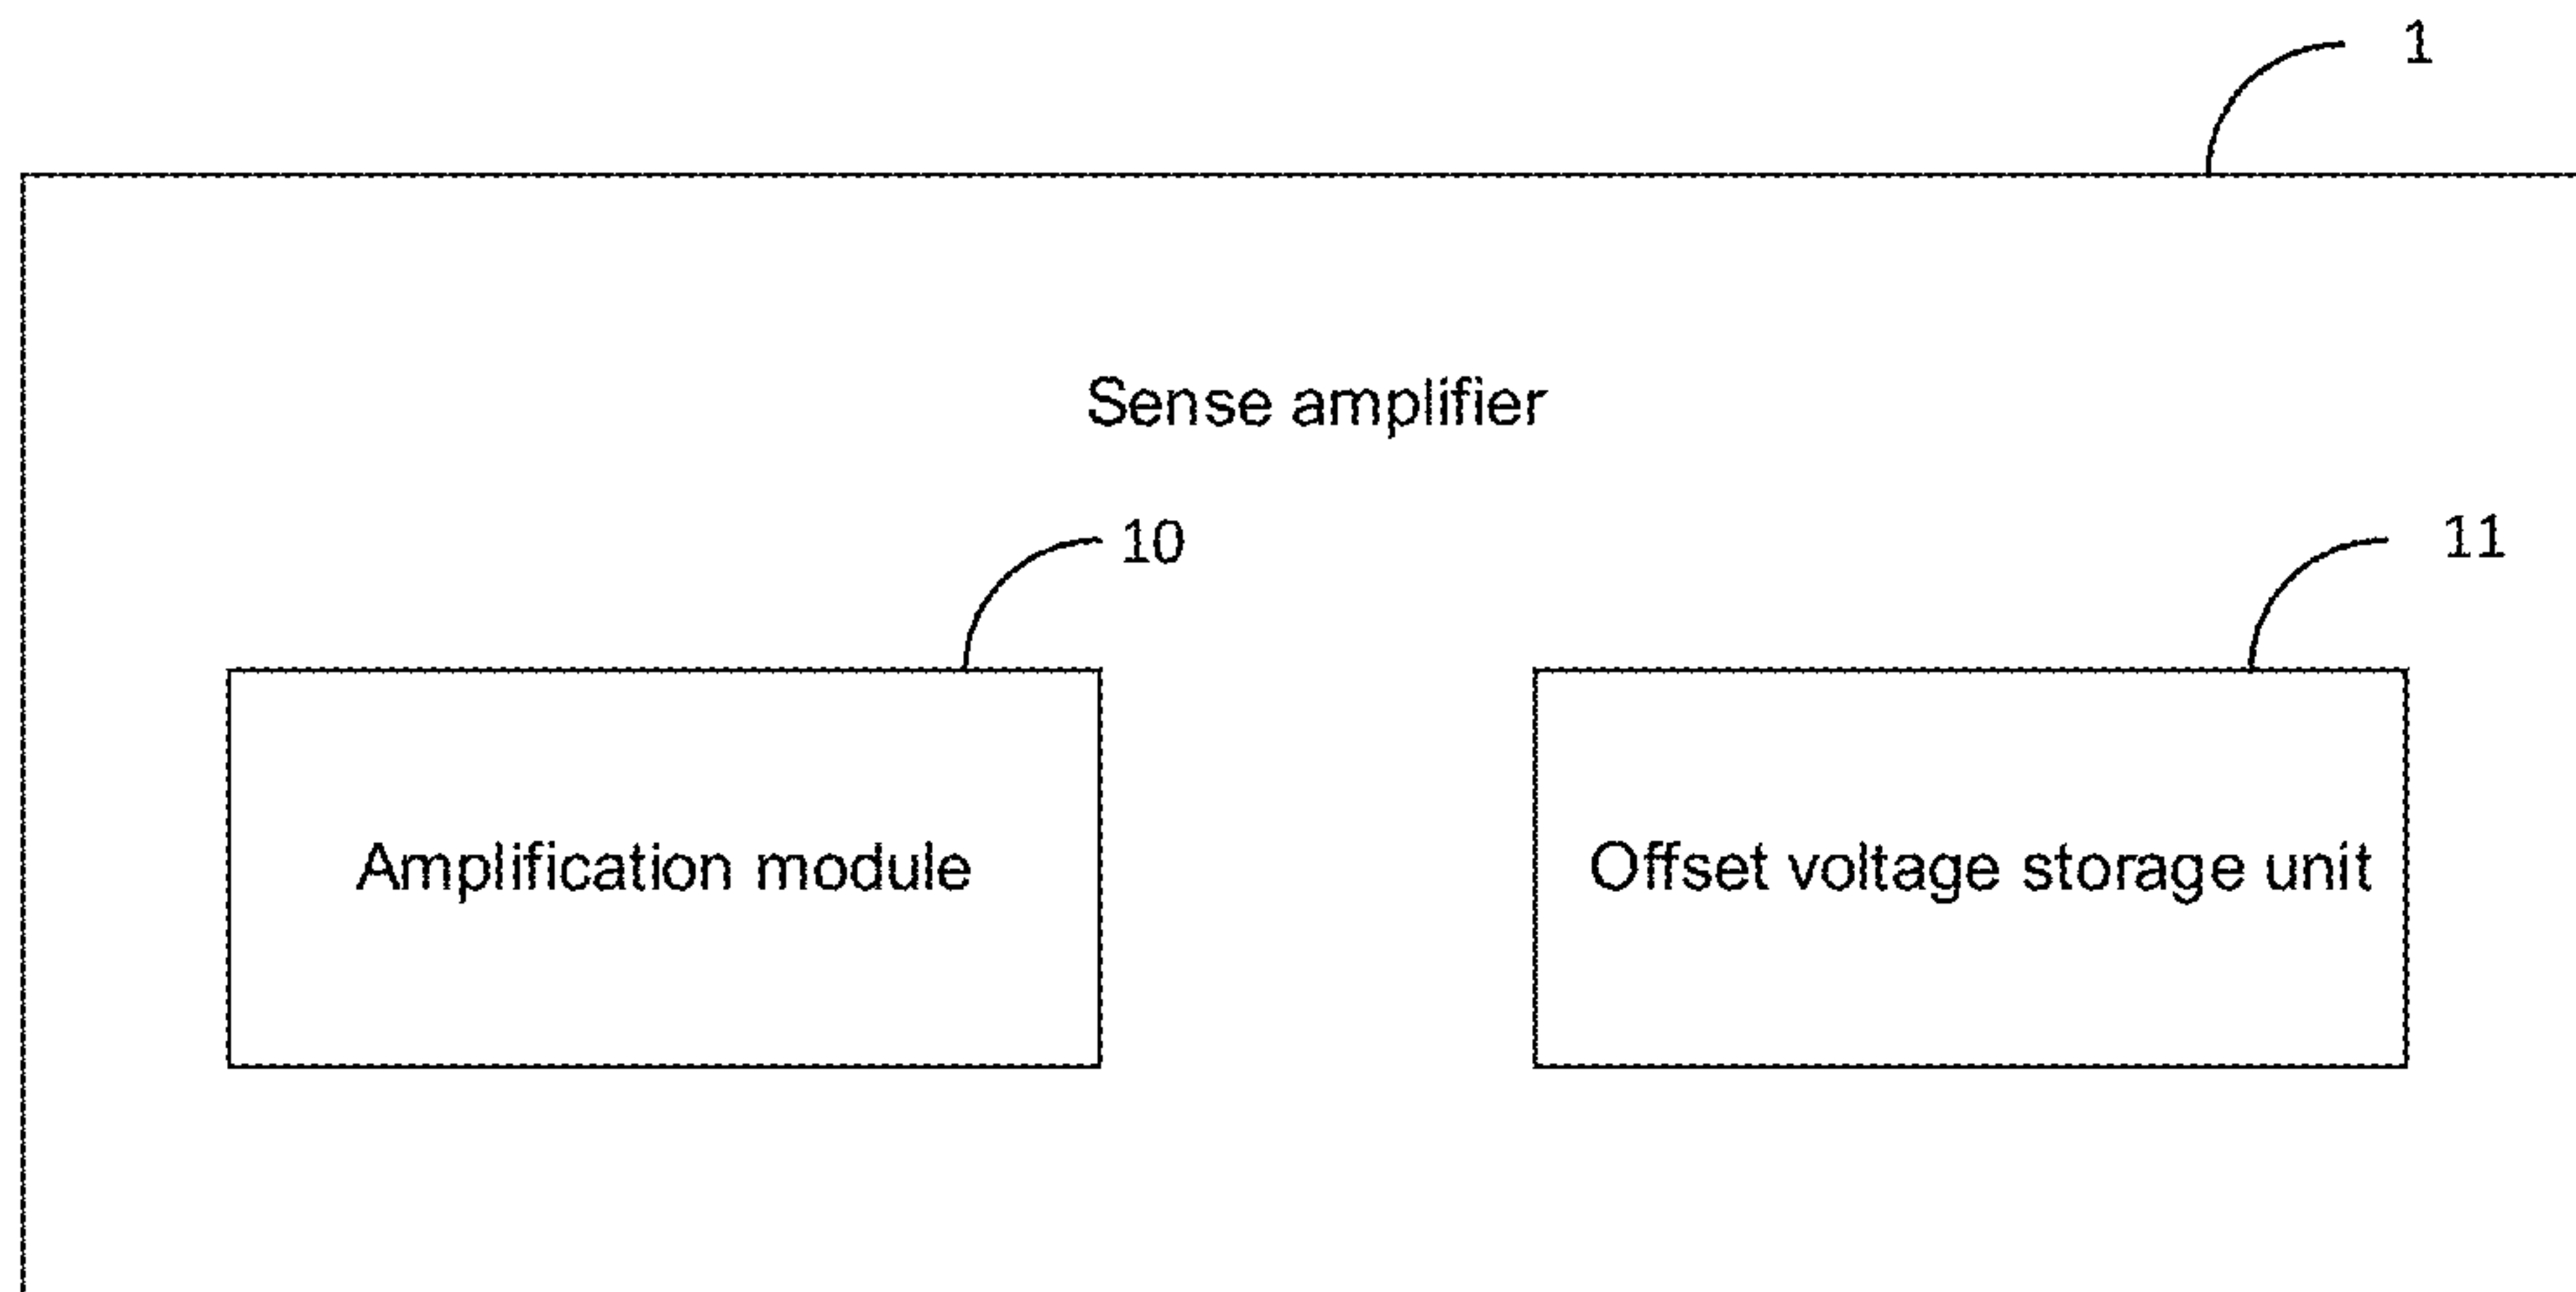 1
Sense amplifier
10
11
Amplification module
Offset voltage storage unit